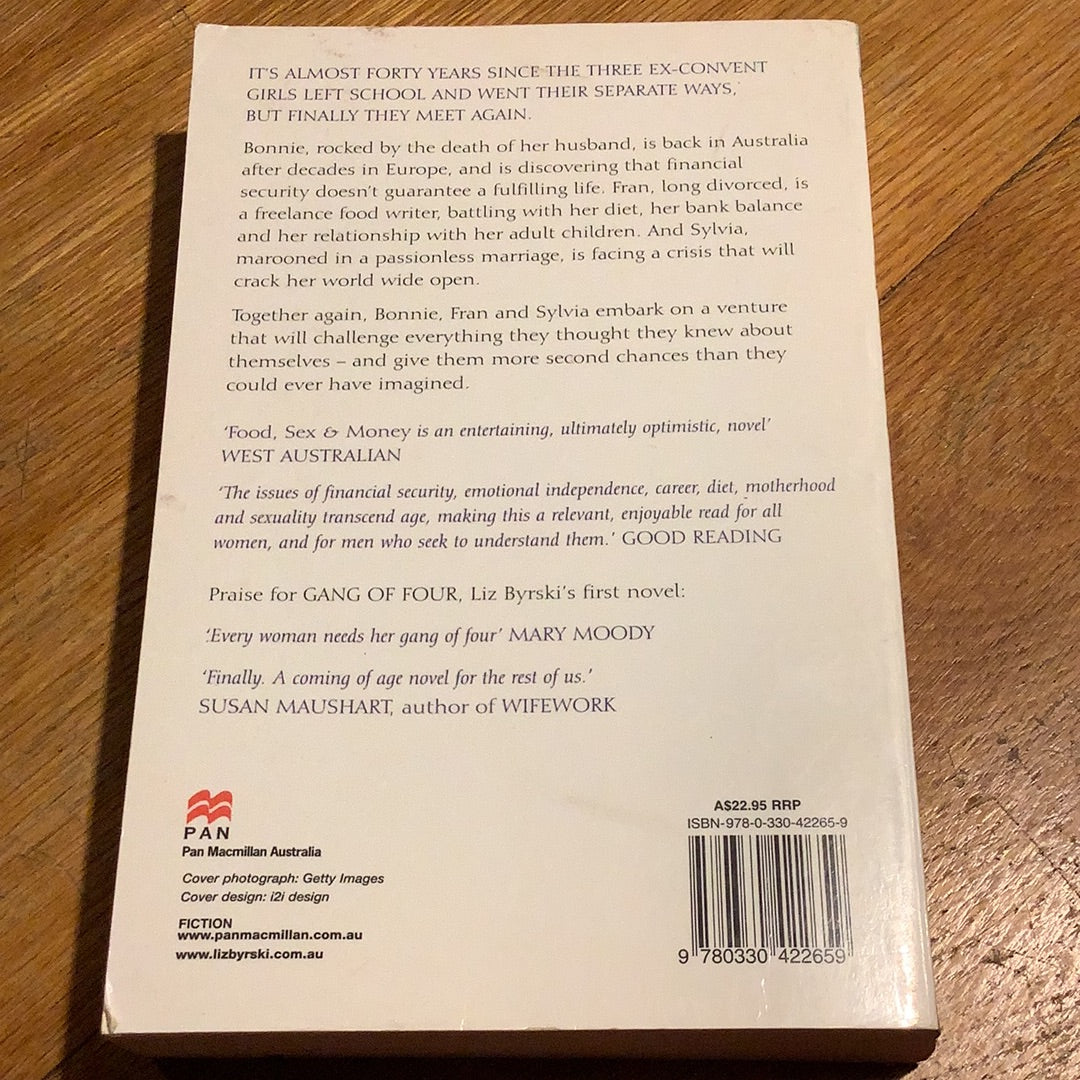 IT'S ALMOST FORTY YEARS SINCE THE THREE EX-CONVENT
GIRLS LEFT SCHOOL AND WENT THEIR SEPARATE WAYS,
BUT FINALLY THEY MEET AGAIN.
Bonnie, rocked by the death of her husband, is back in Australia
after decades in Europe, and is discovering that financial
security doesn't guarantee a fulfilling life. Fran, long divorced, is
a freelance food writer, battling with her diet, her bank balance
and her relationship with her adult children. And Sylvia,
marooned in a passionless marriage, is facing a crisis that will
crack her world wide open.
Together again, Bonnie, Fran and Sylvia embark on a venture
that will challenge everything they thought they knew about
themselves – and give them more second chances than they
could ever have imagined.
'Food, Sex & Money is an entertaining, ultimately optimistic, novel'
WEST AUSTRALIAN
'The issues of financial security, emotional independence, career, diet, motherhood
and sexuality transcend age, making this a relevant, enjoyable read for all
women, and for men who seek to understand them.' GOOD READING
Praise for GANG OF FOUR, Liz Byrski's first novel:
'Every woman needs her gang of four' MARY MOODY
'Finally. A coming of age novel for the rest of us.'
SUSAN MAUSHART, author of WIFEWORK
PAN
Pan Macmillan Australia
Cover photograph: Getty Images
Cover design: i2i design
FICTION
www.panmacmillan.com.au
www.lizbyrski.com.au
A$22.95 RRP
ISBN-978-0-330-42265-9
9 780330 422659